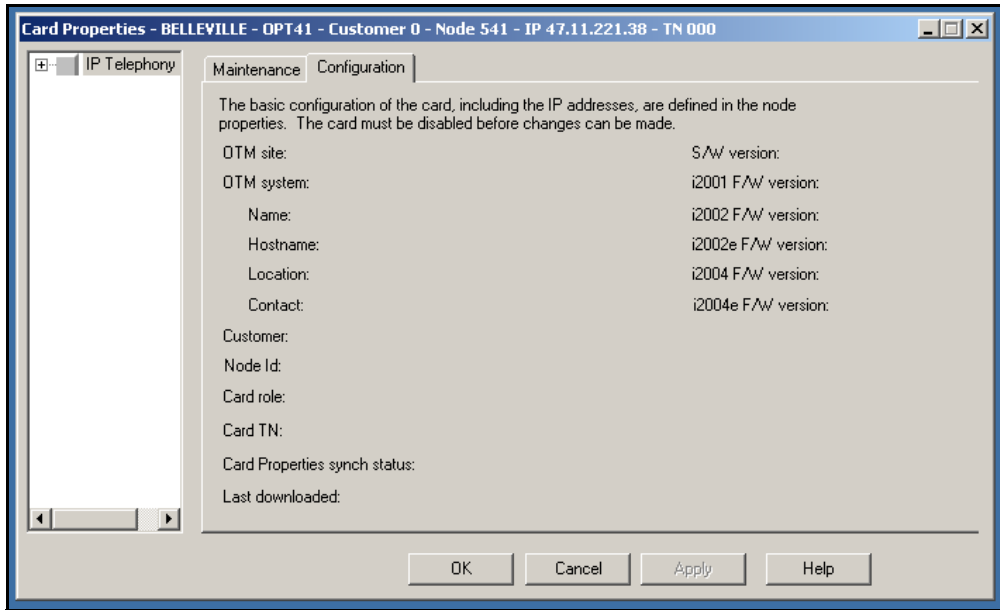 Card Properties - BELLEVILLE - OPT41 - Customer 0 - Node 541 - IP 47.11.221.38 - TN 000
IP Telephony
Maintenance
Configuration
The basic configuration of the card, including the IP addresses, are defined in the node
properties. The card must be disabled before changes can be made.
OTM site:
S/W version:
OTM system:
i2001 F/W version:
Name:
i2002 F/W version:
Hostname:
i2002e F/W version:
Location:
i2004 F/W version:
Contact:
i2004e F/W version:
Customer:
Node Id:
Card role:
Card TN:
Card Properties synch status:
Last downloaded:
OK
Cancel
Apply
Help